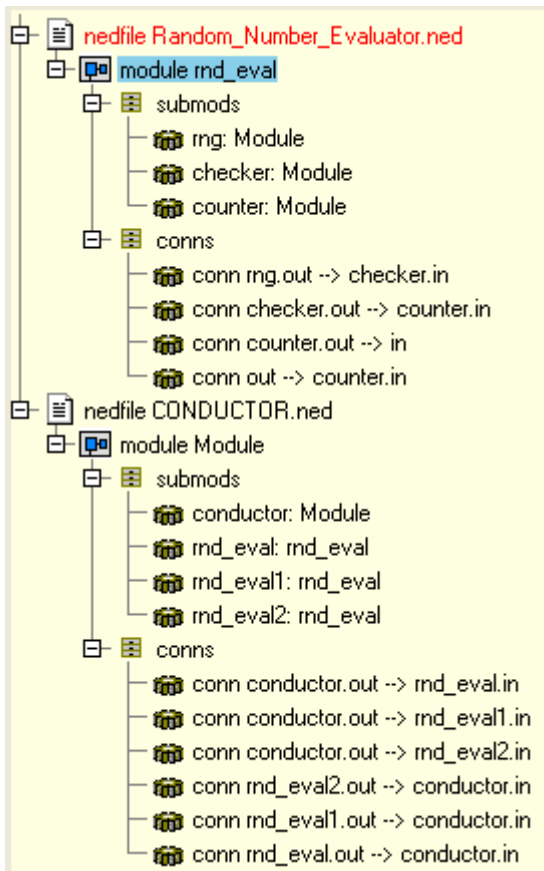 nedfile Random_Number_Evaluator.ned
module rnd_eval
submods
rng: Module
checker: Module
counter: Module
conns
conn rng.out --> checker.in
conn checker.out --> counter.in
conn counter.out --> in
conn out --> counter.in
nedfile CONDUCTOR.ned
module Module
submods
conductor: Module
rnd_eval: rnd_eval
rnd_eval1: rnd_eval
rnd_eval2: rnd_eval
conns
conn conductor.out --> rnd_eval.in
conn conductor.out --> rnd_eval1.in
conn conductor.out --> rnd_eval2.in
conn rnd_eval2.out --> conductor.in
conn rnd_eval1.out --> conductor.in
conn rnd_eval.out --> conductor.in